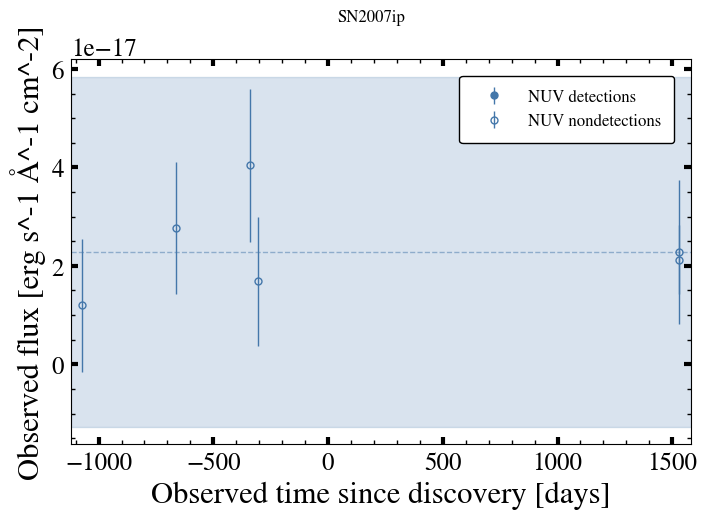 SN2007ip
1e−17
6
4
2
0
Observed flux [erg s^-1 Å^-1 cm^-2]
NUV detections
NUV nondetections
−1000 −500 0 500 1000 1500
Observed time since discovery [days]